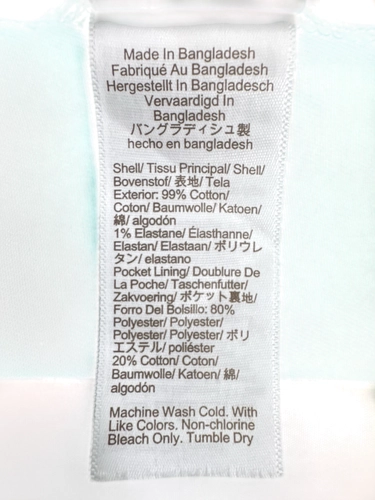 Made In Bangladesh
Fabriqué Au Bangladesh
Hergestellt In Bangladesch
Vervaardigd In
Bangladesh
バングラディシュ製
hecho en bangladesh
Shell/ Tissu Principal/ Shell/
Bovenstof/ 表地/ Tela
Exterior: 99% Cotton/
Coton/ Baumwolle/ Katoen/
綿/ algodón
1% Elastane/ Élasthanne/
Elastan/ Elastaan/ ポリウレ
タン/ elastano
Pocket Lining/ Doublure De
La Poche/ Taschenfutter/
Zakvoering/ ポケット裏地/
Forro Del Bolsillo: 80%
Polyester/ Polyester/
Polyester/ Polyester/ ポリ
エステル/ poliéster
20% Cotton/ Coton/
Baumwolle/ Katoen/ 綿/
algodón
Machine Wash Cold. With
Like Colors. Non-chlorine
Bleach Only. Tumble Dry